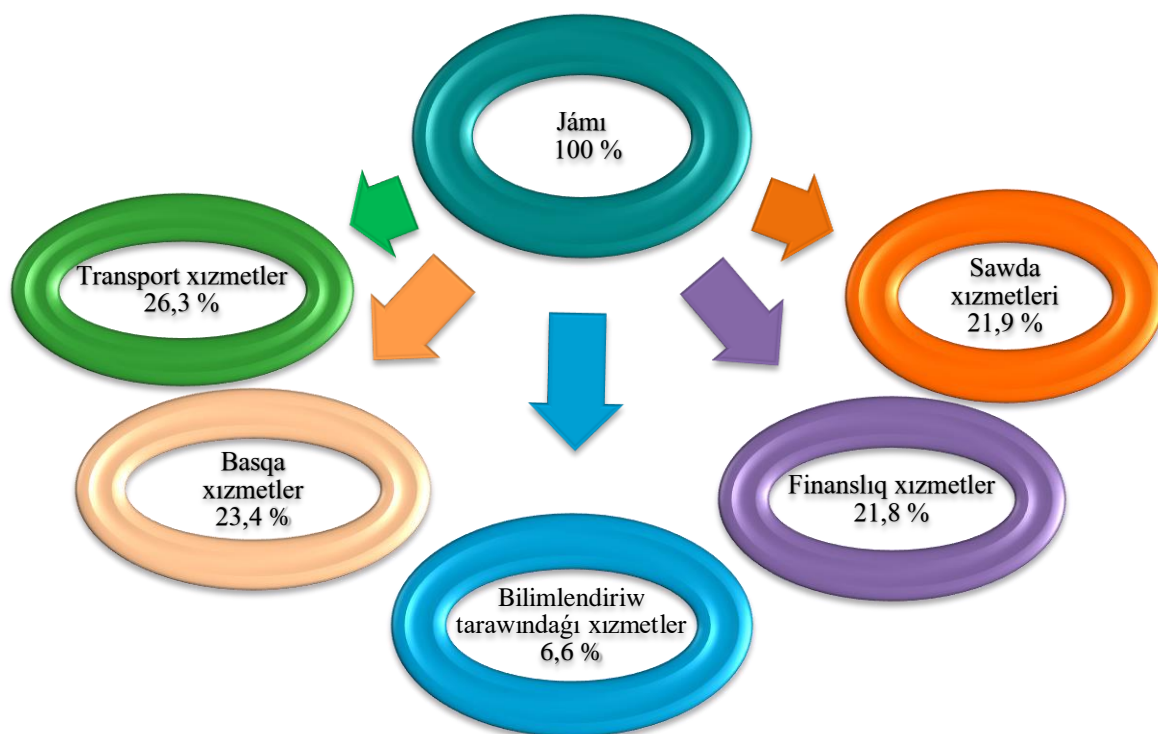 Jámı
100 %
Transport xızmetler
26,3 %
Sawda
xızmetleri
21,9 %
Basqa
xızmetler
23,4 %
Finanslıq xızmetler
21,8 %
Bilimlendiriw
tarawındaǵı xızmetler
6,6 %